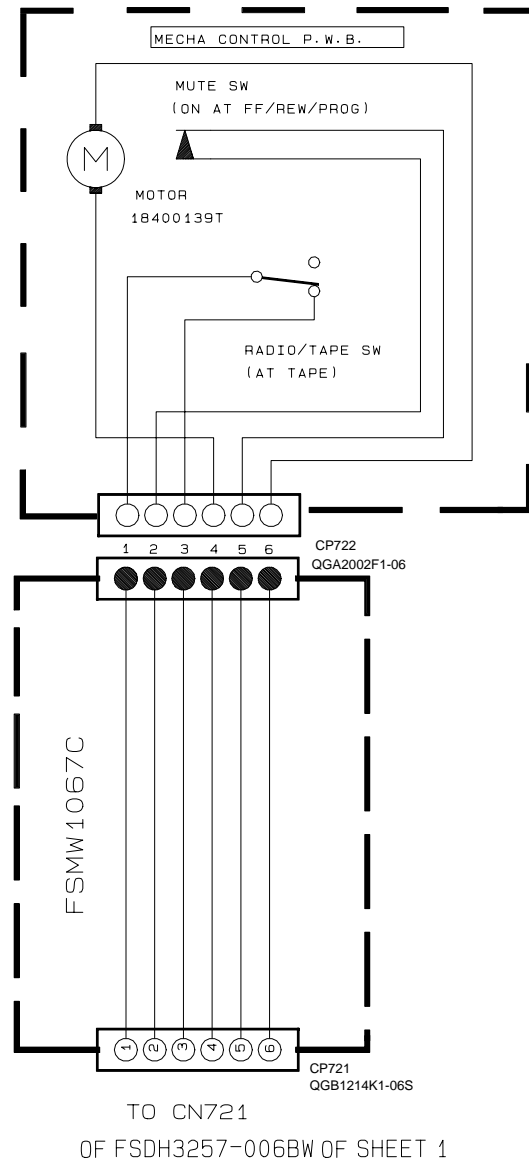 MECHA CONTROL P.W.B.
MUTE SW
(ON AT FF/REW/PROG)
M
MOTOR
18400139T
RADIO/TAPE SW
(AT TAPE)
1 2 3 4 5 6
CP722
QGA2002F1-06
FSMW1067C
1 2 3 4 5 6
CP721
QGB1214K1-06S
TO CN721
OF FSDH3257-006BW OF SHEET 1